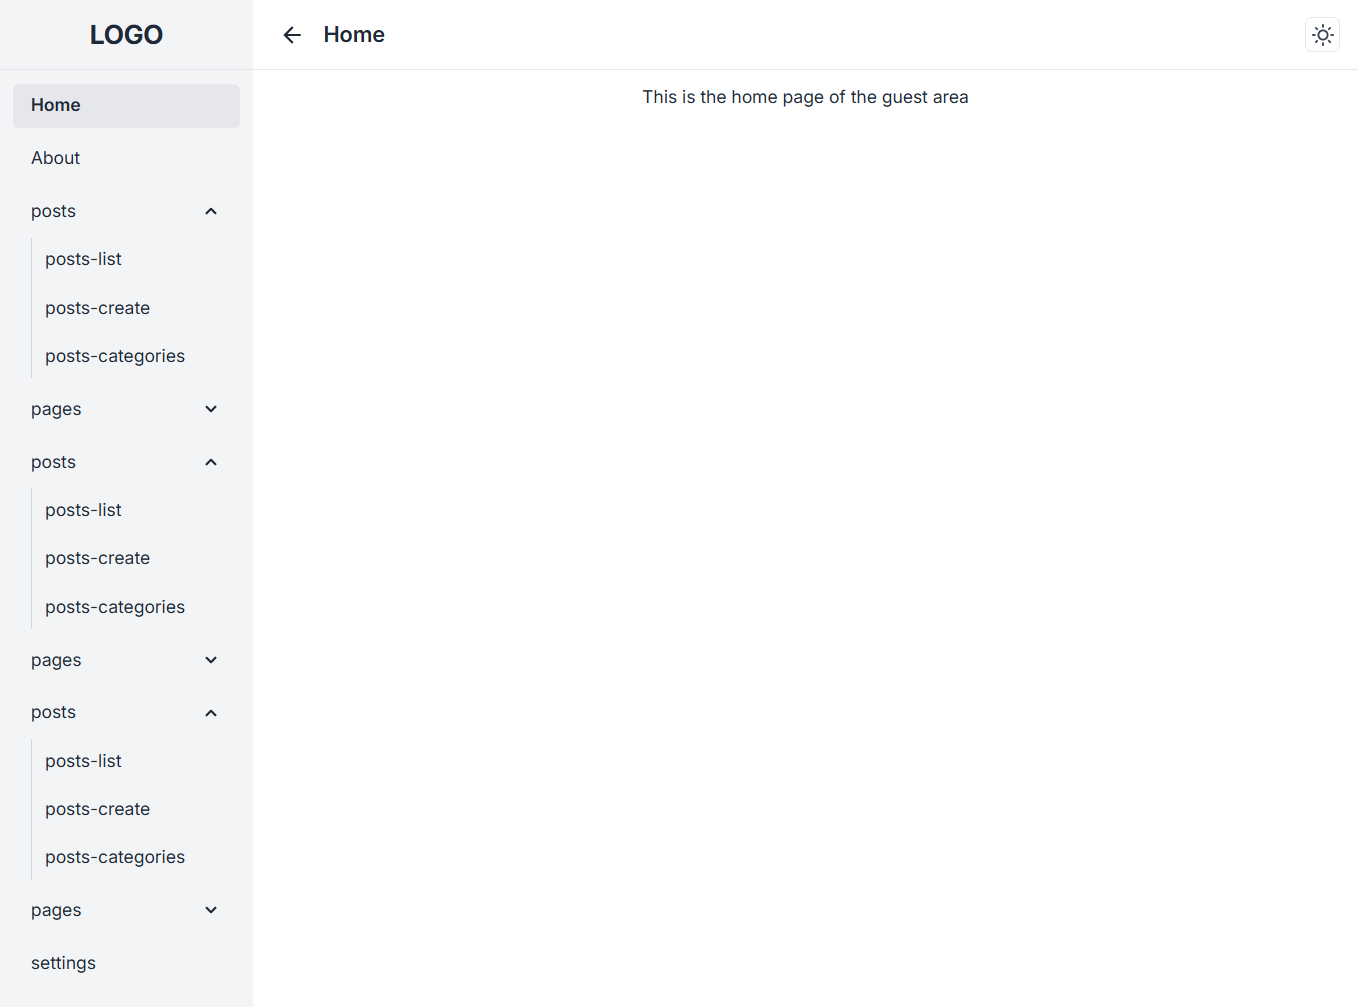 LOGO
Home
About
posts
posts-list
posts-create
posts-categories
pages
posts
posts-list
posts-create
posts-categories
pages
posts
posts-list
posts-create
posts-categories
pages
settings
Home
This is the home page of the guest area